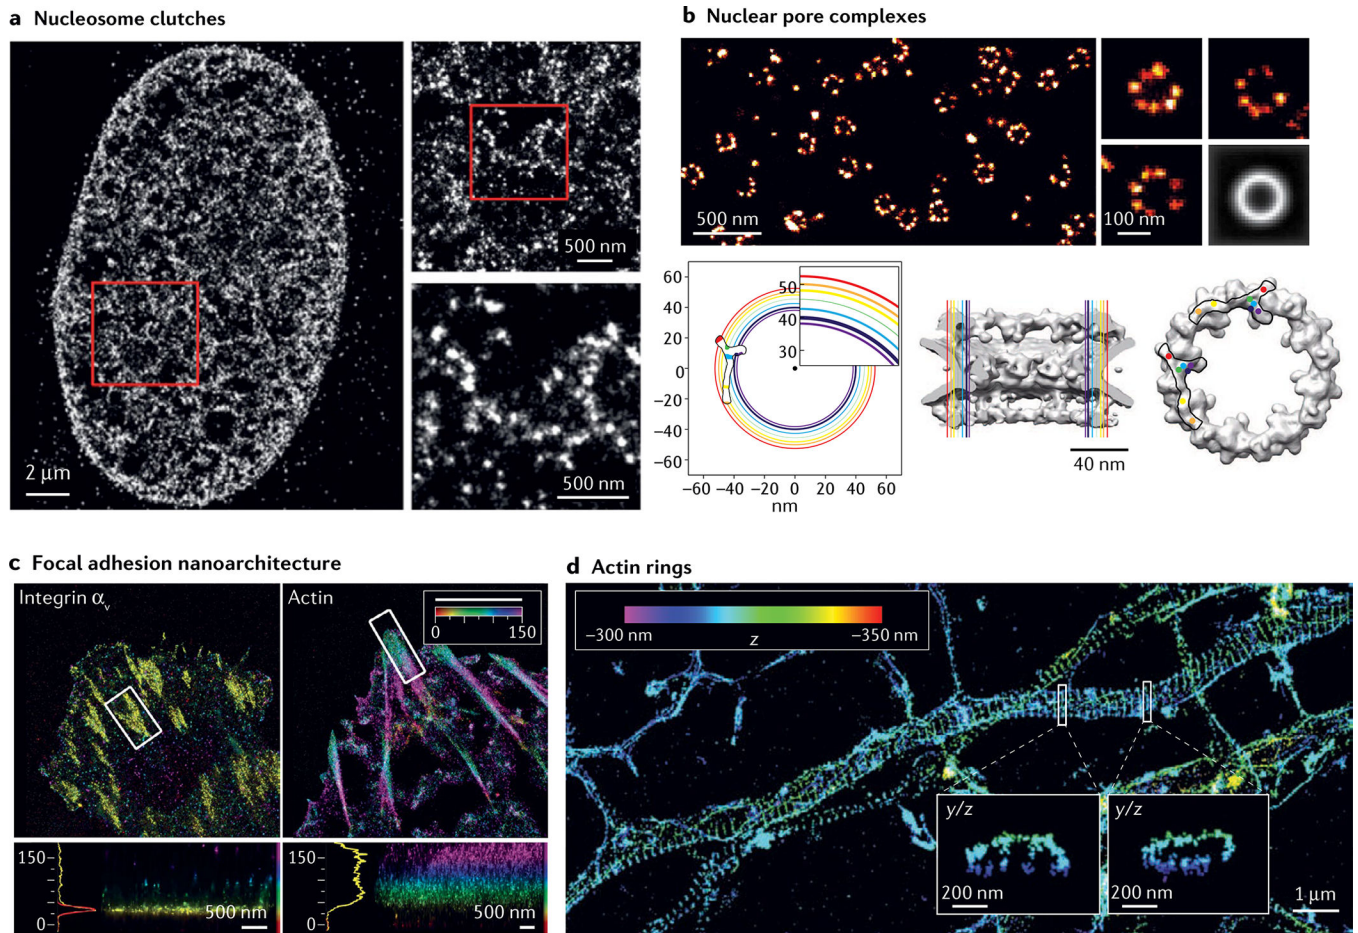 a Nucleosome clutches
2 μm
500 nm
500 nm
b Nuclear pore complexes
500 nm
100 nm
60
40
20
0
−20
−40
−60
50
40
30
−60 −40 −20 0 20 40 60
nm
40 nm
c Focal adhesion nanoarchitecture
Integrin αv
Actin
0 150
150
0
500 nm
150
0
500 nm
d Actin rings
−300 nm z −350 nm
y/z
200 nm
y/z
200 nm
1 μm